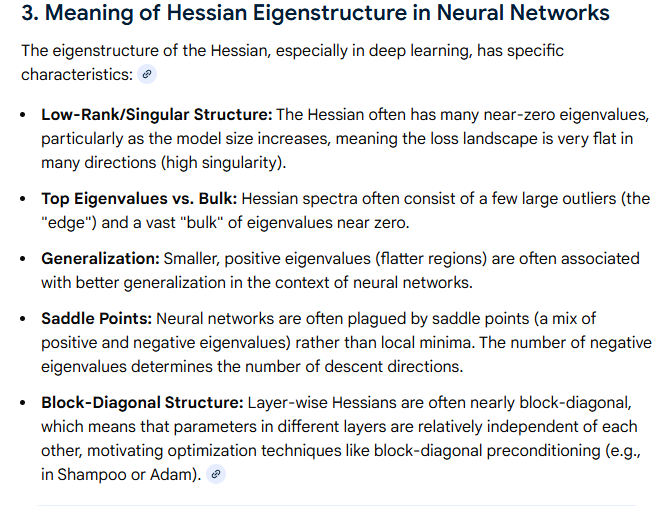 3. Meaning of Hessian Eigenstructure in Neural Networks
The eigenstructure of the Hessian, especially in deep learning, has specific
characteristics:
• Low-Rank/Singular Structure: The Hessian often has many near-zero eigenvalues,
particularly as the model size increases, meaning the loss landscape is very flat in
many directions (high singularity).
• Top Eigenvalues vs. Bulk: Hessian spectra often consist of a few large outliers (the
"edge") and a vast "bulk" of eigenvalues near zero.
• Generalization: Smaller, positive eigenvalues (flatter regions) are often associated
with better generalization in the context of neural networks.
• Saddle Points: Neural networks are often plagued by saddle points (a mix of
positive and negative eigenvalues) rather than local minima. The number of negative
eigenvalues determines the number of descent directions.
• Block-Diagonal Structure: Layer-wise Hessians are often nearly block-diagonal,
which means that parameters in different layers are relatively independent of each
other, motivating optimization techniques like block-diagonal preconditioning (e.g.,
in Shampoo or Adam).